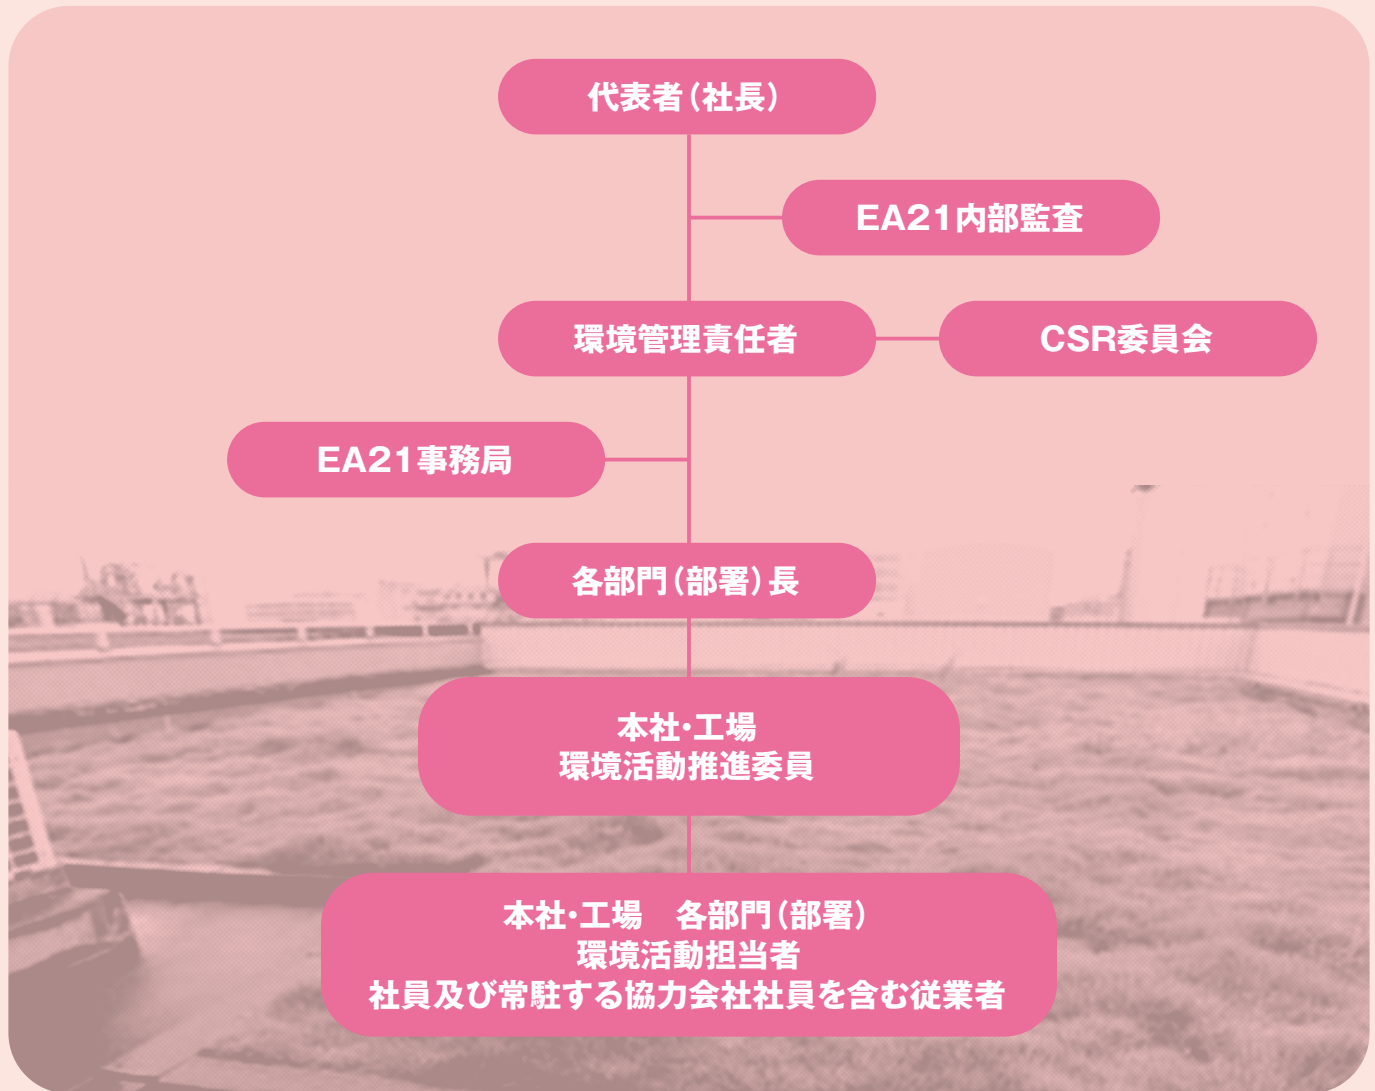 代表者（社長）
EA21内部監査
環境管理責任者
CSR委員会
EA21事務局
各部門（部署）長
本社・工場
環境活動推進委員
本社・工場　各部門（部署）
環境活動担当者
社員及び常駐する協力会社社員を含む従業者